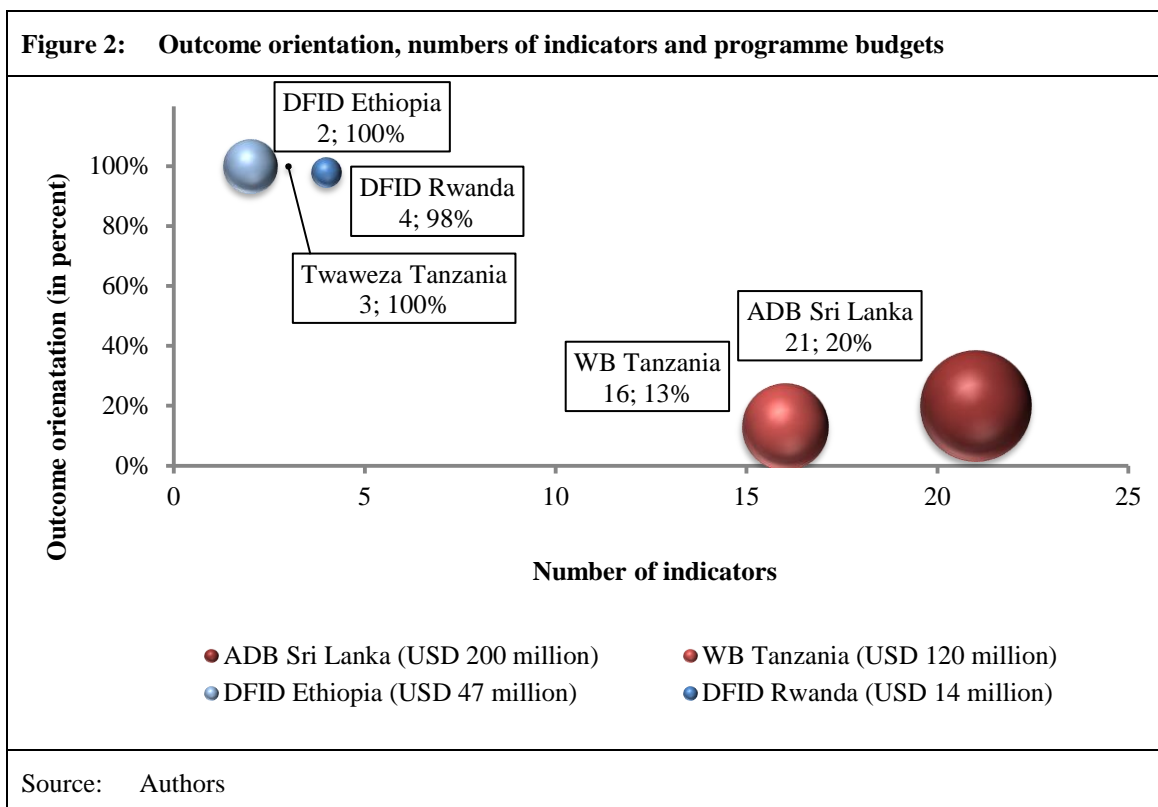 Figure 2: Outcome orientation, numbers of indicators and programme budgets
DFID Ethiopia
2; 100%
DFID Rwanda
4; 98%
Twaweza Tanzania
3; 100%
ADB Sri Lanka
21; 20%
WB Tanzania
16; 13%
Outcome orienatation (in percent)
100%
80%
60%
40%
20%
0%
0 5 10 15 20 25
Number of indicators
ADB Sri Lanka (USD 200 million) WB Tanzania (USD 120 million)
DFID Ethiopia (USD 47 million) DFID Rwanda (USD 14 million)
Source: Authors